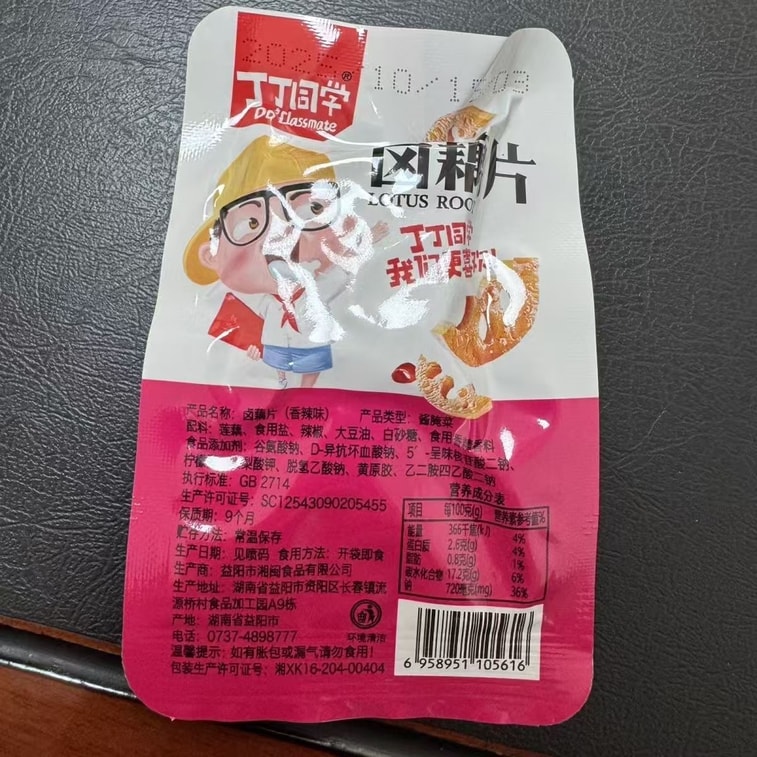 2025 10/1 03
丁丁同学®
DD's Classmate
卤藕片
LOTUS ROO
丁丁同学
我们更喜欢!
产品名称：卤藕片（香辣味） 产品类型：酱腌菜
配料：莲藕、食用盐、辣椒、大豆油、白砂糖、食用香辛料
食品添加剂：谷氨酸钠、D-异抗坏血酸钠、5'-呈味核苷酸二钠、
山梨酸钾、脱氢乙酸钠、黄原胶、乙二胺四乙酸二钠
执行标准：GB 2714
生产许可证号：SC12543090205455
保质期：9个月
贮存方法：常温保存
生产日期：见喷码 食用方法：开袋即食
生产商：益阳市湘闽食品有限公司
生产地址：湖南省益阳市资阳区长春镇流
源桥村食品加工园A9栋
产地：湖南省益阳市
电话：0737-4898777
温馨提示：如有胀包或漏气请勿食用！
包装生产许可证号：湘XK16-204-00404
环境清洁
营养成分表
项目 每100克(g) 营养素参考值%
能量 366千焦(kJ) 4%
蛋白质 2.6克(g) 4%
脂肪 0.8克(g) 1%
碳水化合物 17.2克(g) 6%
钠 720毫克(mg) 36%
6 958951 105616